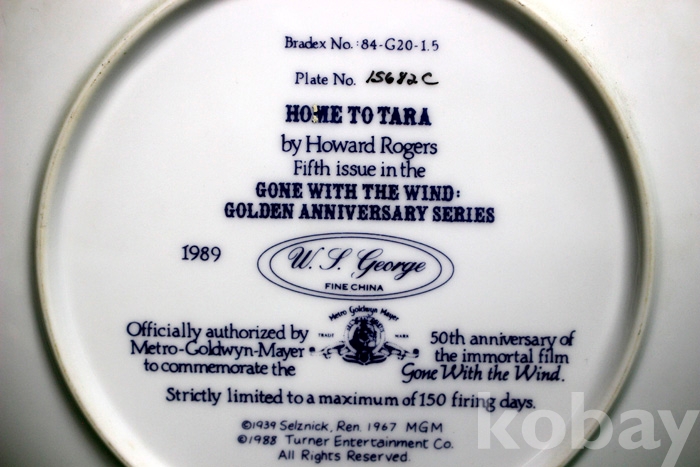 Bradex No.: 84-G20-1.5
Plate No. 15682C
HOME TO TARA
by Howard Rogers
Fifth issue in the
GONE WITH THE WIND:
GOLDEN ANNIVERSARY SERIES
1989
W. S. George
FINE CHINA
Metro Goldwyn Mayer
TRADE MARK
Officially authorized by
Metro-Goldwyn-Mayer
to commemorate the
50th anniversary of
the immortal film
Gone With the Wind.
Strictly limited to a maximum of 150 firing days.
©1939 Selznick, Ren. 1967 MGM
©1988 Turner Entertainment Co.
All Rights Reserved.
kobay